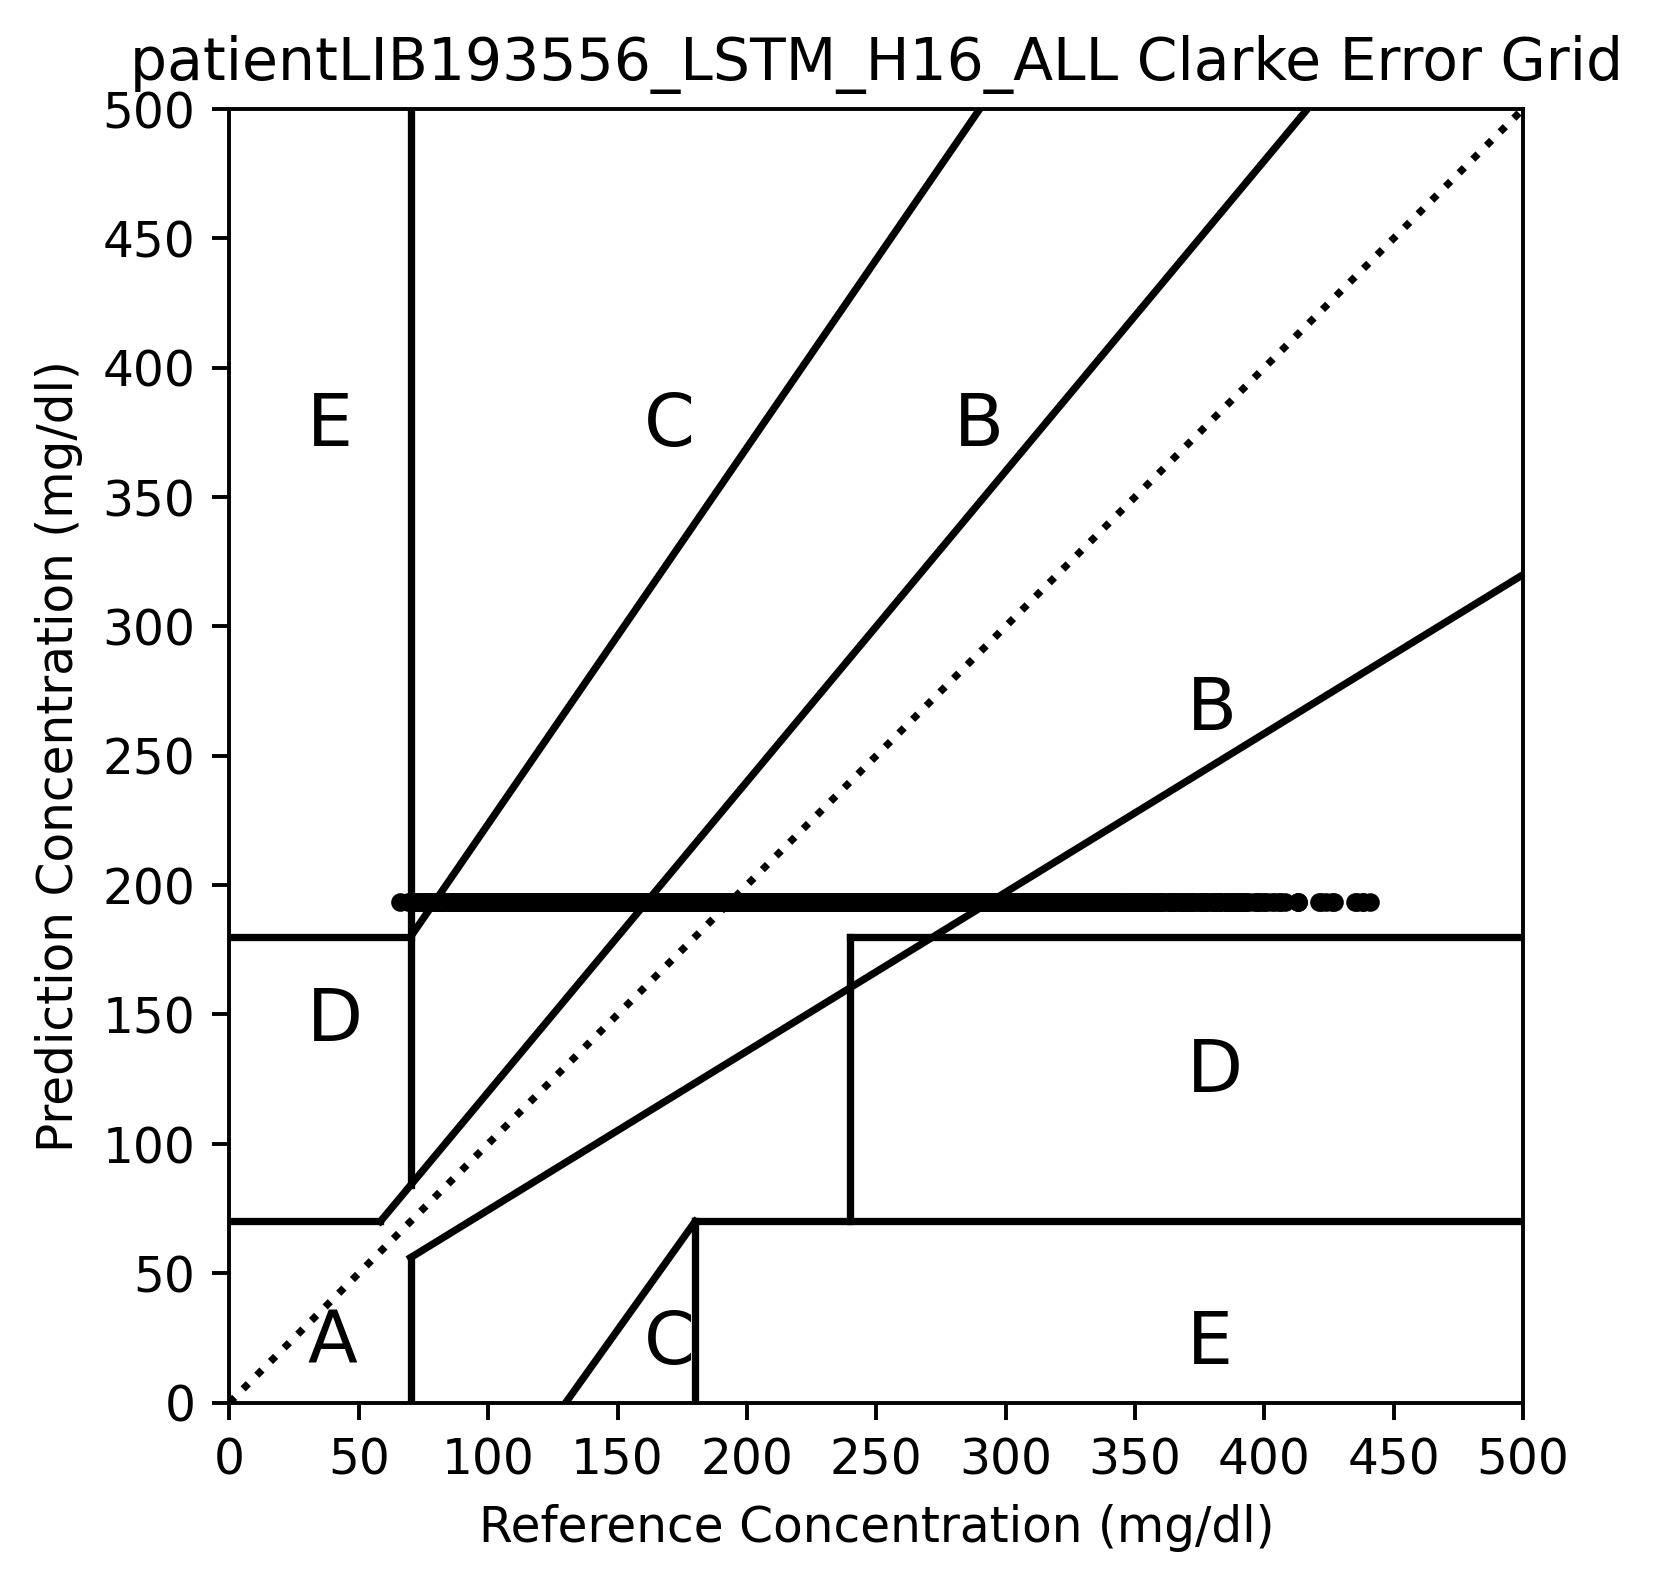 patientLIB193556_LSTM_H16_ALL Clarke Error Grid
500
450
400
350
300
250
200
150
100
50
0
Prediction Concentration (mg/dl)
E
C
B
B
D
D
A
C
E
0 50 100 150 200 250 300 350 400 450 500
Reference Concentration (mg/dl)